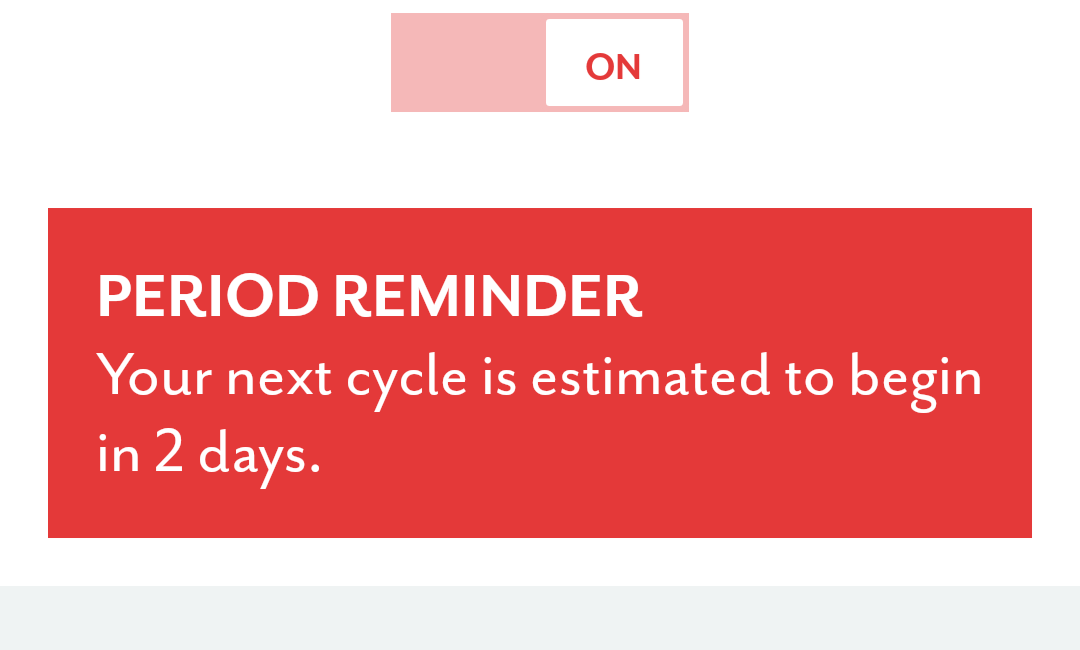 ON
PERIOD REMINDER
Your next cycle is estimated to begin
in 2 days.